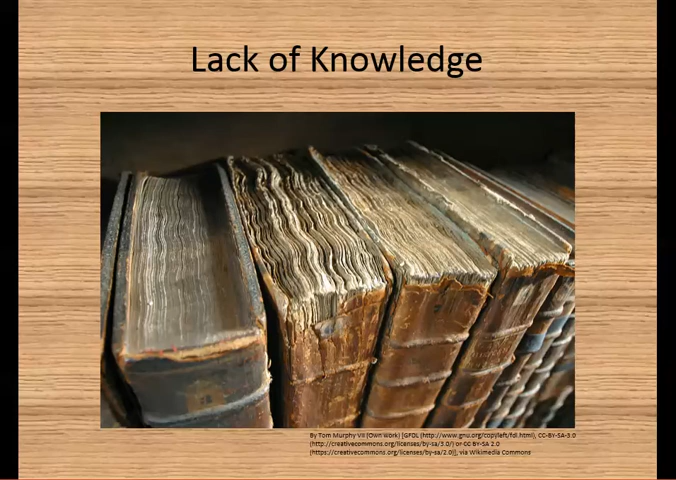 Lack of Knowledge
By Tom Murphy VII (Own work) [GFDL (http://www.gnu.org/copyleft/fdl.html), CC-BY-SA-3.0
(http://creativecommons.org/licenses/by-sa/3.0/) or CC BY-SA 2.0
(https://creativecommons.org/licenses/by-sa/2.0)], via Wikimedia Commons